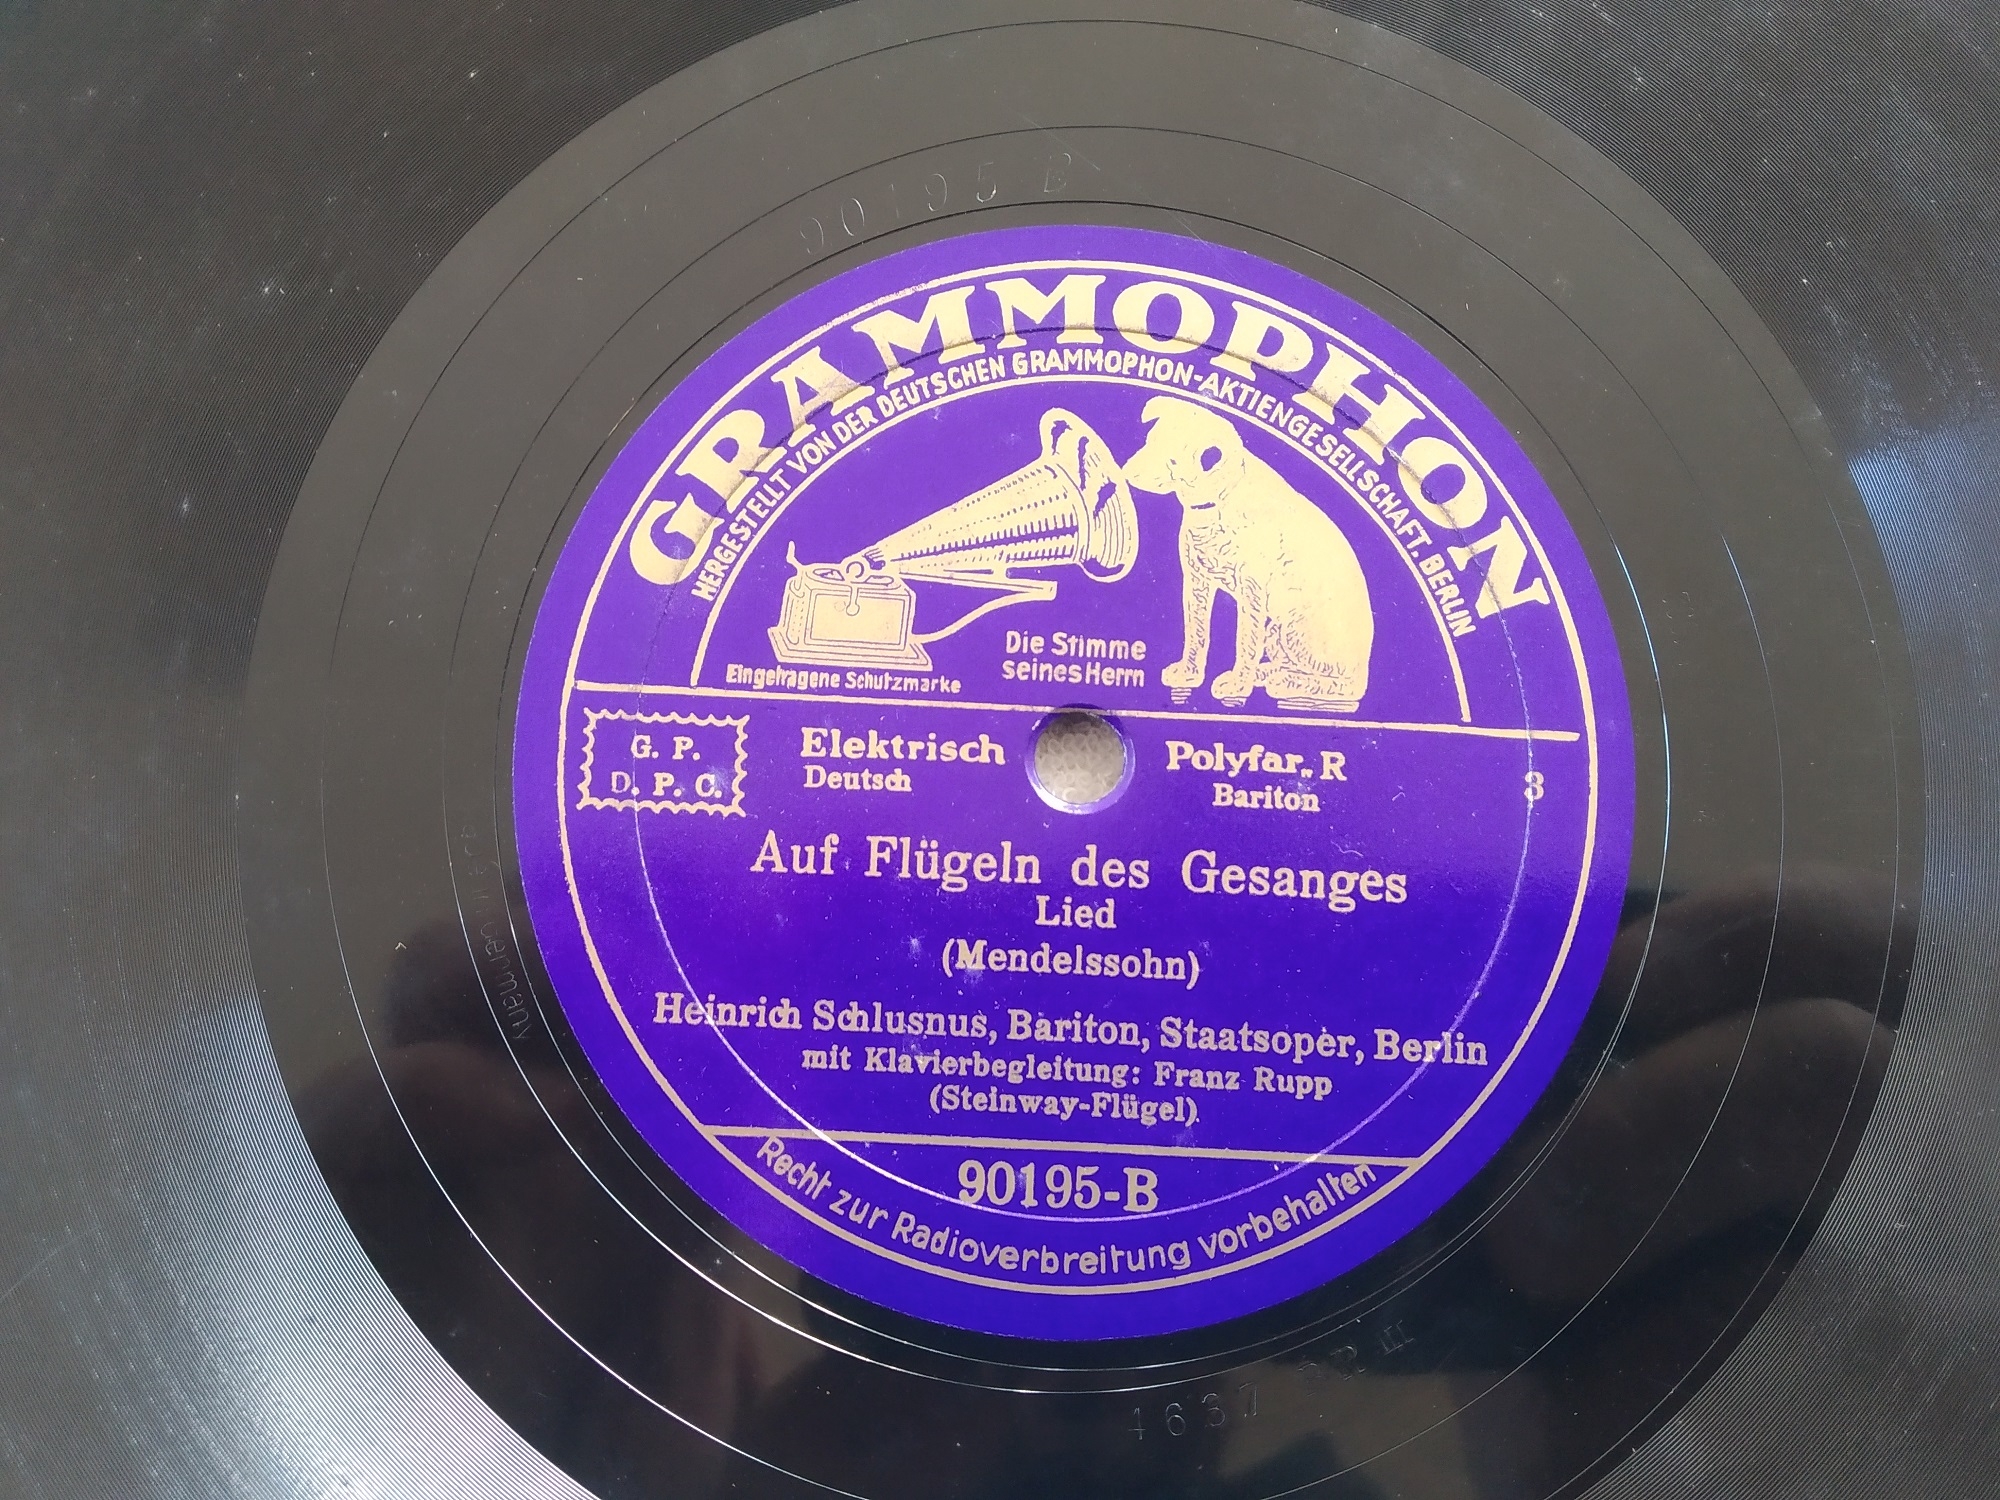 90195 B
GRAMMOPHON
HERGESTELLT VON DER DEUTSCHEN GRAMMOPHON-AKTIENGESELLSCHAFT. BERLIN
Die Stimme
seines Herrn
Eingetragene Schutzmarke
G. P.
D. P. C.
Elektrisch
Deutsch
Polyfar„ R
Bariton
3
Auf Flügeln des Gesanges
Lied
(Mendelssohn)
Heinrich Schlusnus, Bariton, Staatsoper, Berlin
mit Klavierbegleitung: Franz Rupp
(Steinway-Flügel).
90195-B
Recht zur Radioverbreitung vorbehalten